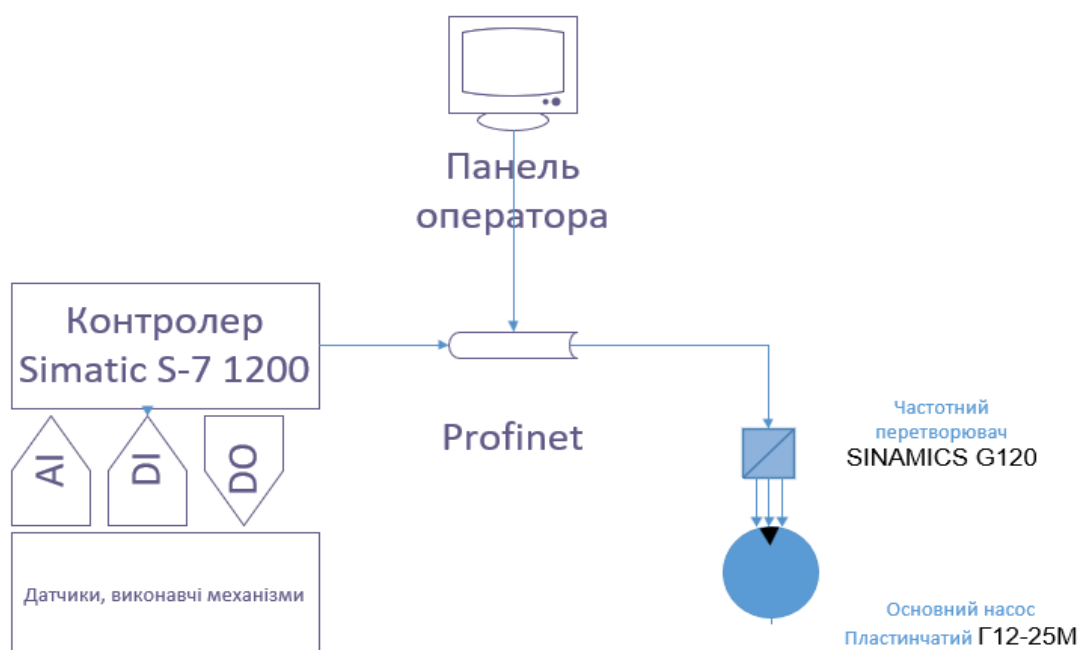 Панель
оператора
Контролер
Simatic S-7 1200
AI
DI
DO
Profinet
Частотний
перетворювач
SINAMICS G120
Датчики, виконавчі механізми
Основний насос
Пластинчатий Г12-25М